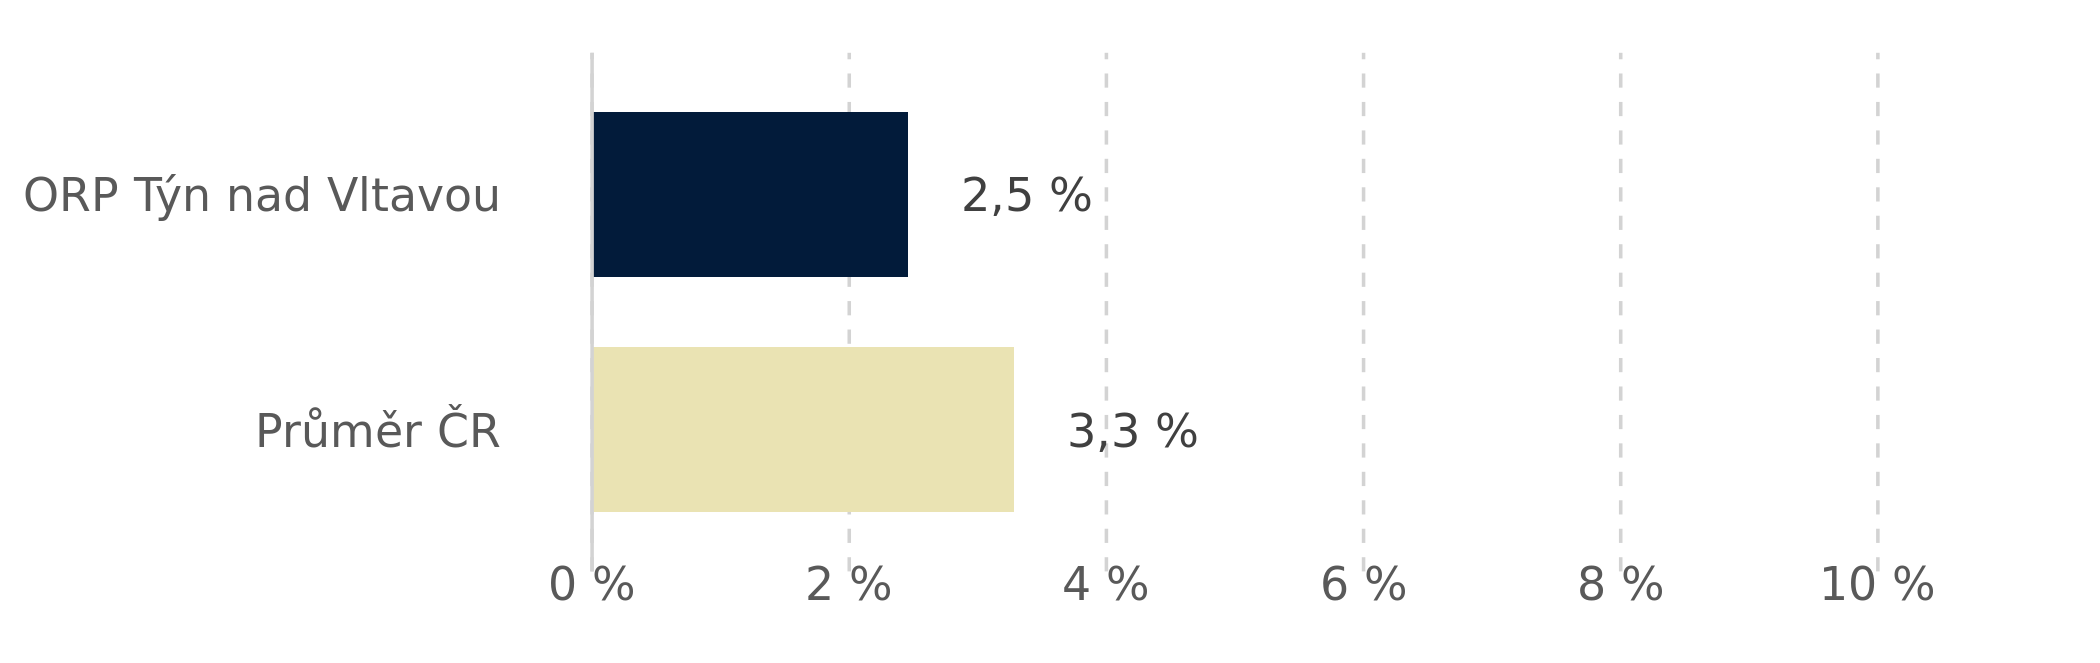 ORP Týn nad Vltavou
2,5 %
Průměr ČR
3,3 %
0 % 2 % 4 % 6 % 8 % 10 %